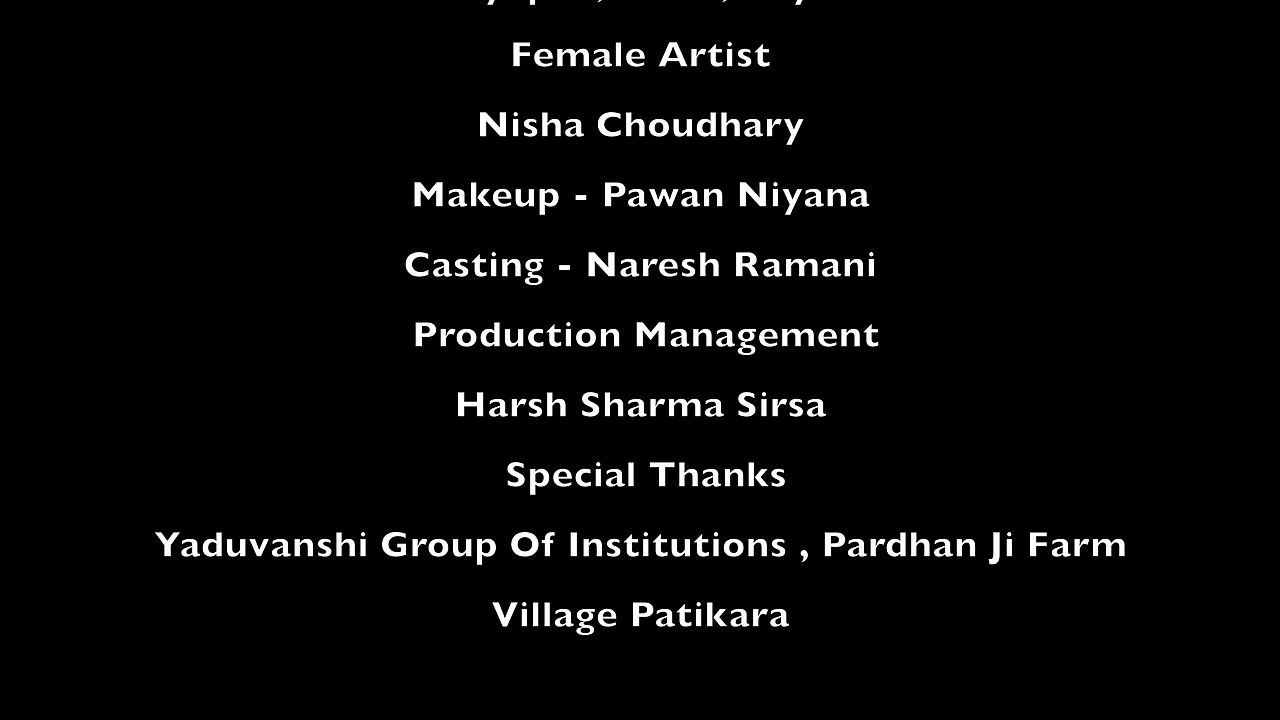 Female Artist
Nisha Choudhary
Makeup - Pawan Niyana
Casting - Naresh Ramani
Production Management
Harsh Sharma Sirsa
Special Thanks
Yaduvanshi Group Of Institutions , Pardhan Ji Farm
Village Patikara